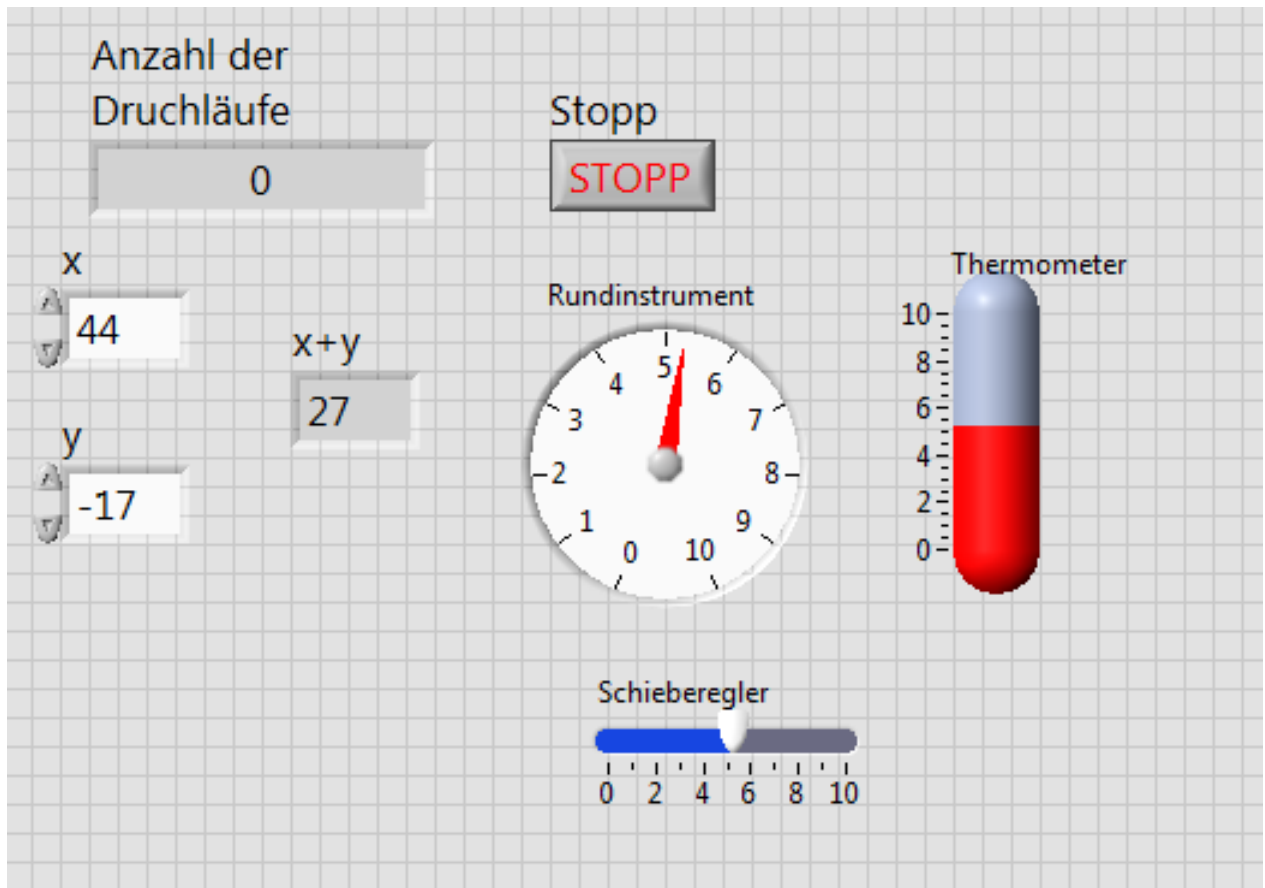 Anzahl der
Druchläufe
0
Stopp
STOPP
x
44
y
-17
x+y
27
Rundinstrument
0
1
2
3
4
5
6
7
8
9
10
Thermometer
10
8
6
4
2
0
Schieberegler
0 2 4 6 8 10